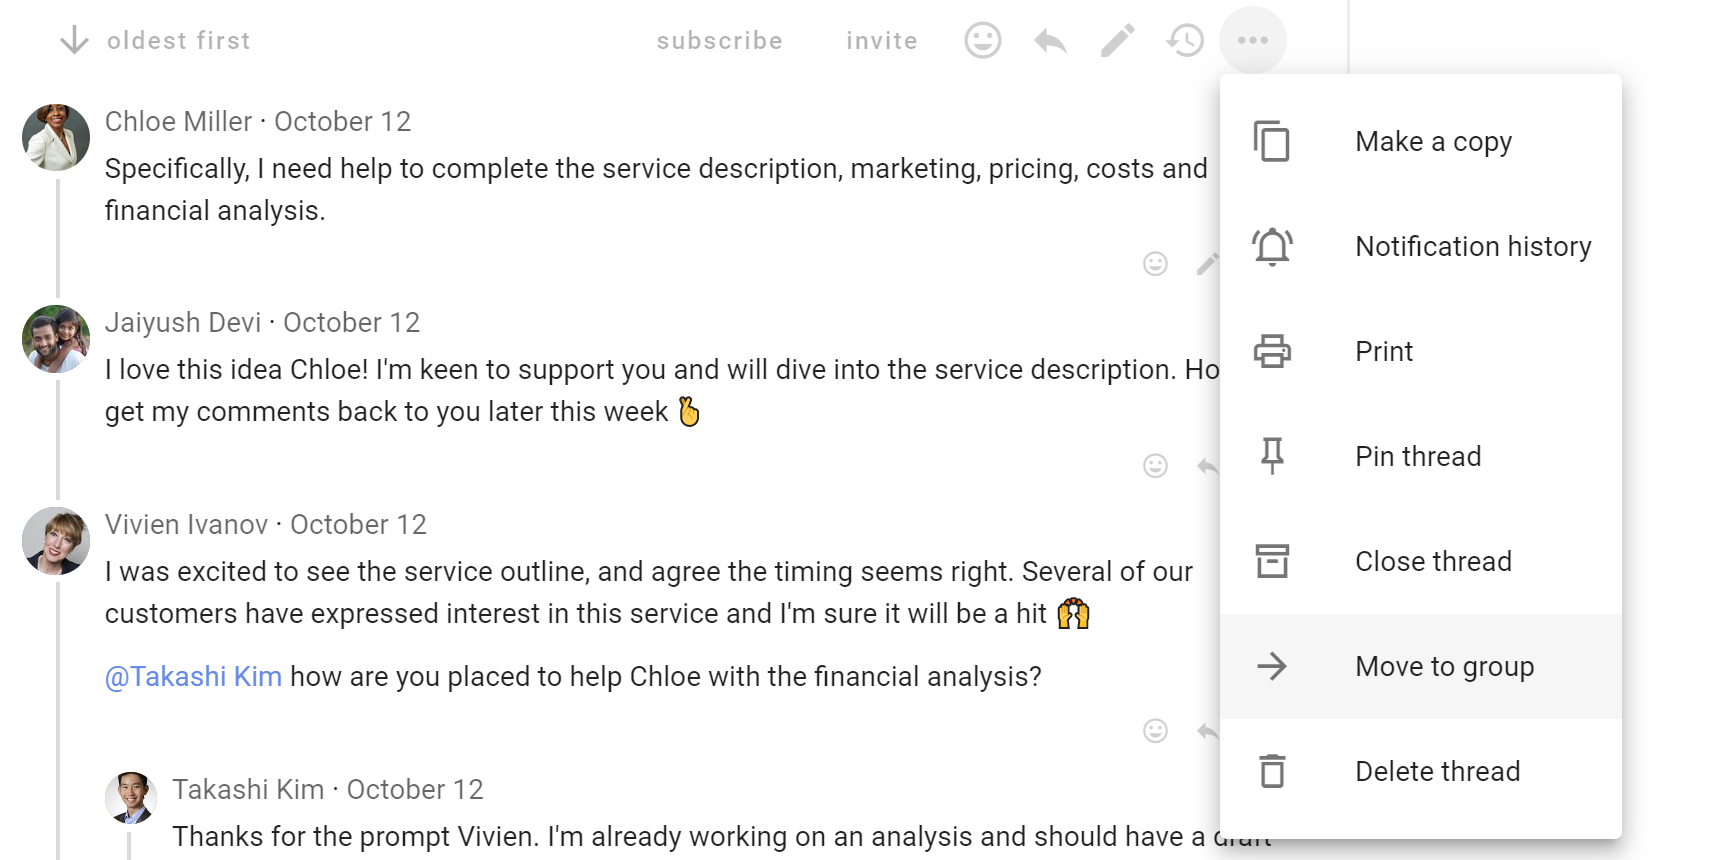 oldest first
subscribe
invite
Chloe Miller · October 12
Specifically, I need help to complete the service description, marketing, pricing, costs and
financial analysis.
Jaiyush Devi · October 12
I love this idea Chloe! I'm keen to support you and will dive into the service description.
get my comments back to you later this week 🫰
Vivien Ivanov · October 12
I was excited to see the service outline, and agree the timing seems right. Several of our
customers have expressed interest in this service and I'm sure it will be a hit 🙌
@Takashi Kim how are you placed to help Chloe with the financial analysis?
Takashi Kim · October 12
Thanks for the prompt Vivien. I'm already working on an analysis and should have a draft
Make a copy
Notification history
Print
Pin thread
Close thread
Move to group
Delete thread